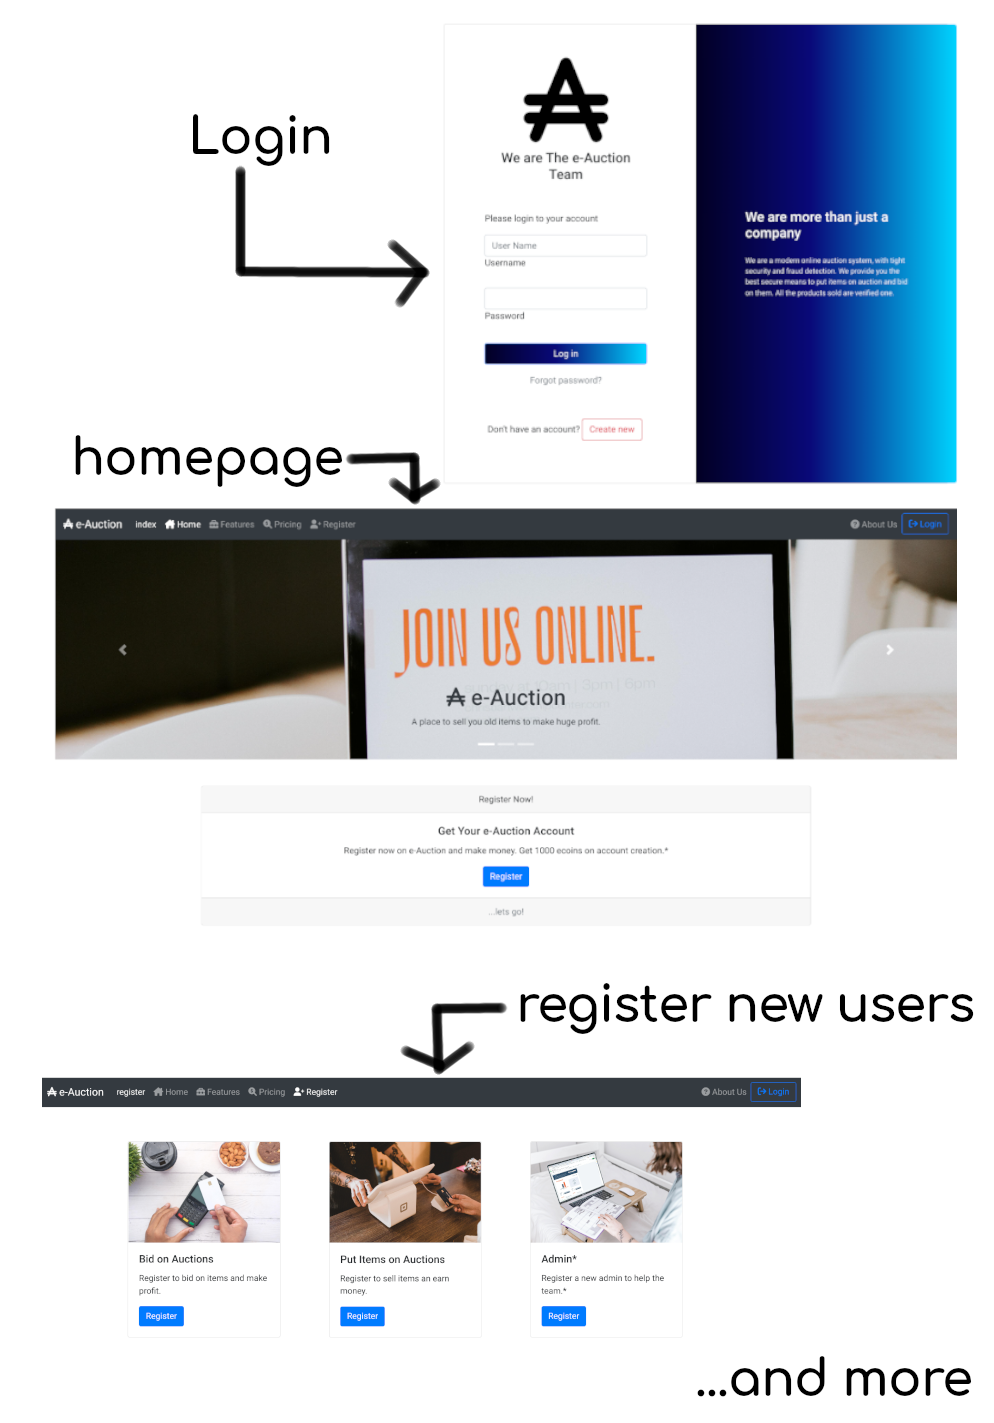 Login
We are The e-Auction
Team
Please login to your account
User Name
Username
Password
Log in
Forgot password?
Don't have an account? Create new
We are more than just a
company
We are a modern online auction system, with tight
security and fraud detection. We provide you the
best secure means to put items on auction and bid
on them. All the products sold are verified one.
homepage
e-Auction index Home Features Pricing Register About Us Login
JOIN US ONLINE.
e-Auction
A place to sell you old items to make huge profit.
Register Now!
Get Your e-Auction Account
Register now on e-Auction and make money. Get 1000 ecoins on account creation.*
Register
...lets go!
register new users
e-Auction register Home Features Pricing Register About Us Login
Bid on Auctions
Register to bid on items and make
profit.
Register
Put Items on Auctions
Register to sell items an earn
money.
Register
Admin*
Register a new admin to help the
team.*
Register
...and more